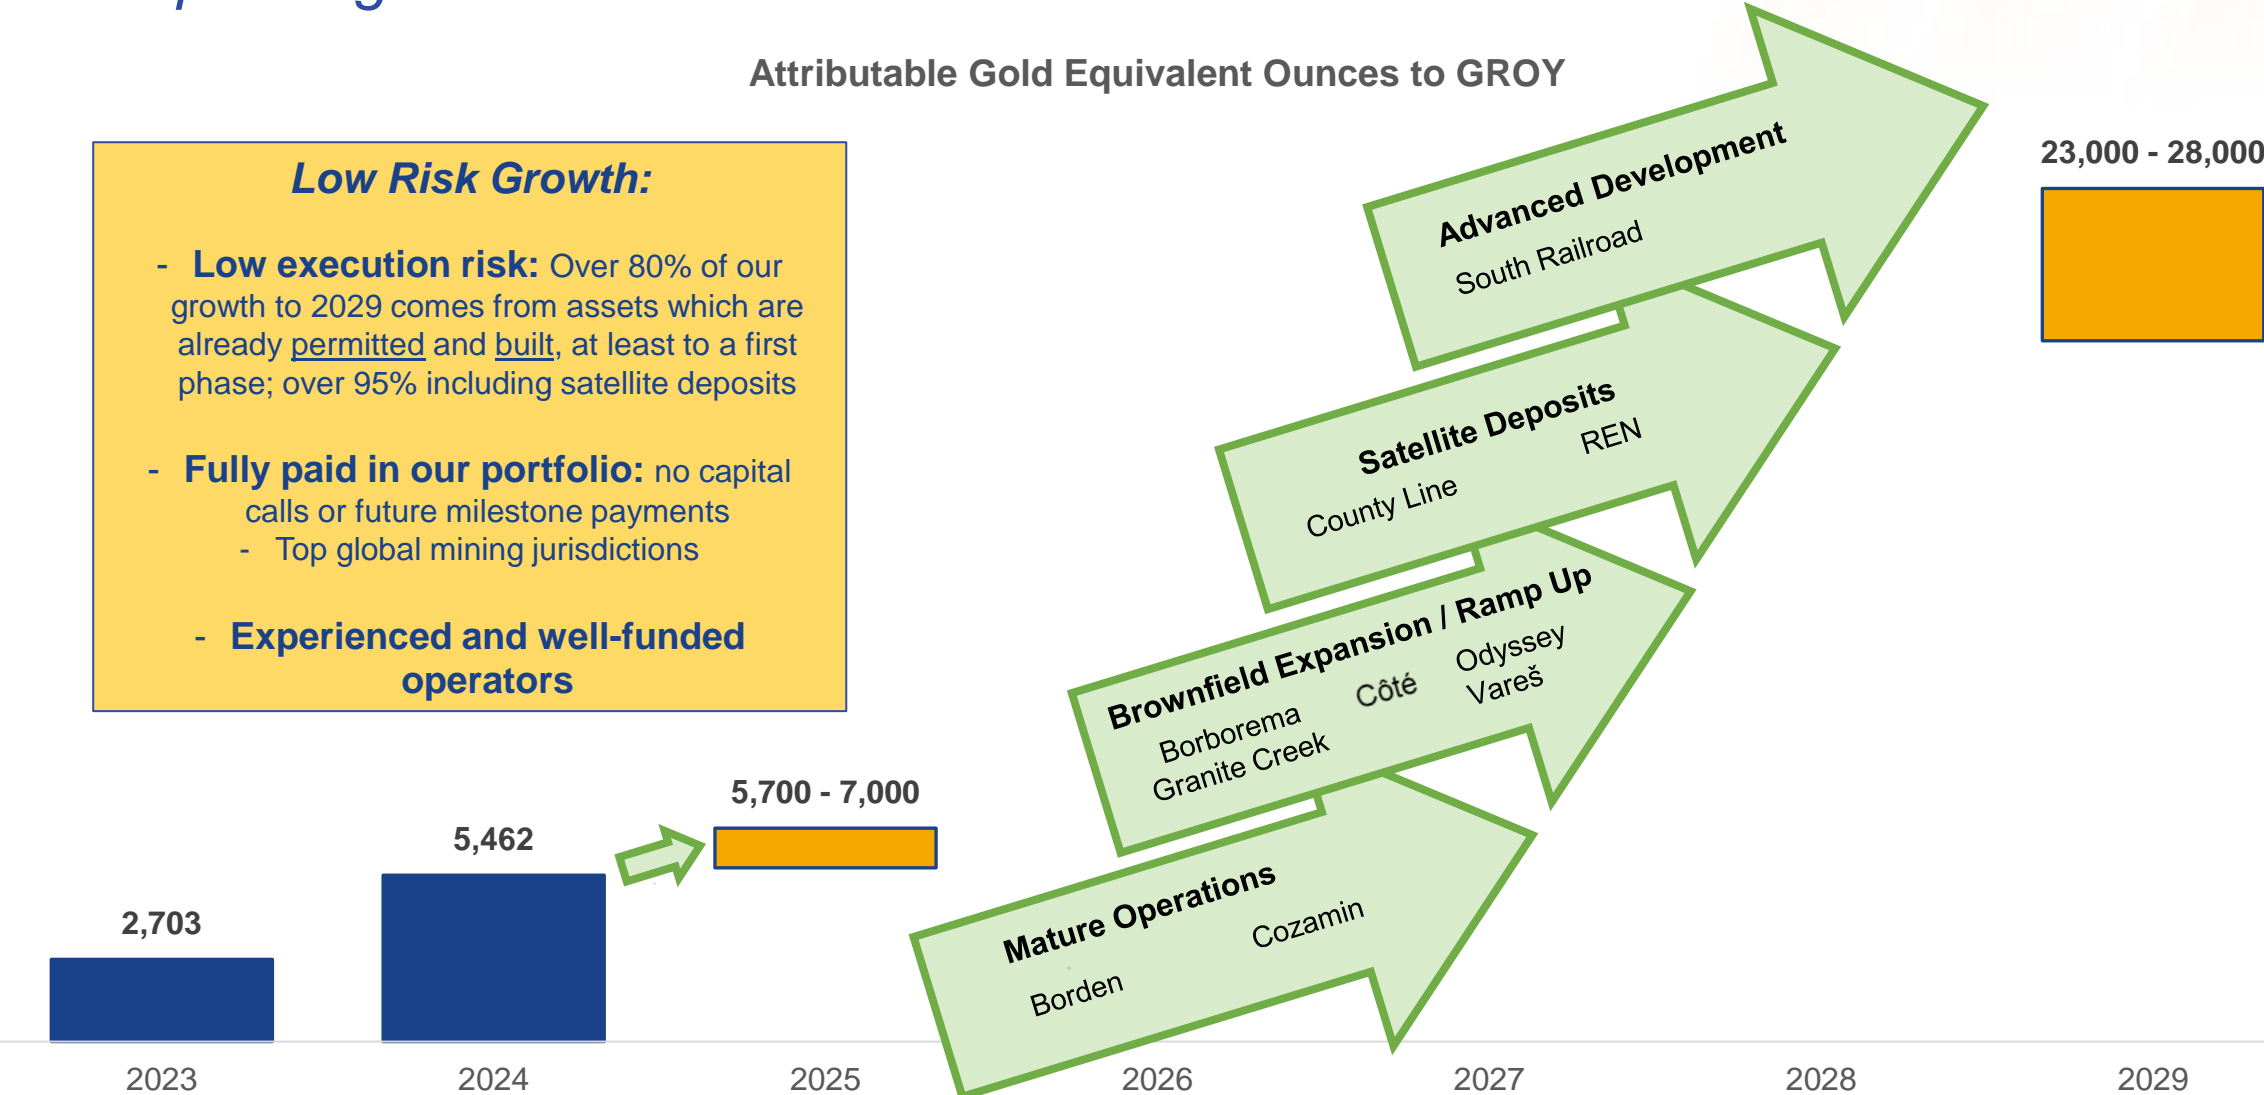 Attributable Gold Equivalent Ounces to GROY
Low Risk Growth:
- Low execution risk: Over 80% of our
growth to 2029 comes from assets which are
already permitted and built, at least to a first
phase; over 95% including satellite deposits
- Fully paid in our portfolio: no capital
calls or future milestone payments
- Top global mining jurisdictions
- Experienced and well-funded
operators
Advanced Development
South Railroad
Satellite Deposits
County Line
REN
Brownfield Expansion / Ramp Up
Borborema
Granite Creek
Côté
Odyssey
Vareš
Mature Operations
Borden
Cozamin
2,703
5,462
5,700 - 7,000
23,000 - 28,000
2023
2024
2025
2026
2027
2028
2029